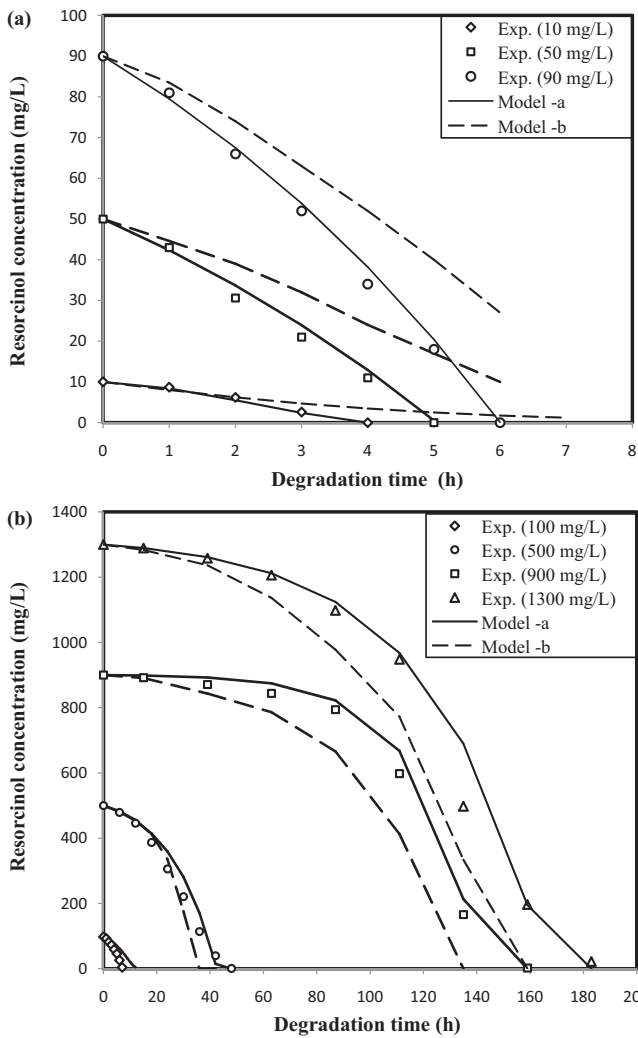 (a)
Resorcinol concentration (mg/L)
100
90
80
70
60
50
40
30
20
10
0
Exp. (10 mg/L)
Exp. (50 mg/L)
Exp. (90 mg/L)
Model -a
Model -b
0 1 2 3 4 5 6 7 8
Degradation time (h)
(b)
Resorcinol concentration (mg/L)
1400
1200
1000
800
600
400
200
0
Exp. (100 mg/L)
Exp. (500 mg/L)
Exp. (900 mg/L)
Exp. (1300 mg/L)
Model -a
Model -b
0 20 40 60 80 100 120 140 160 180 20
Degradation time (h)